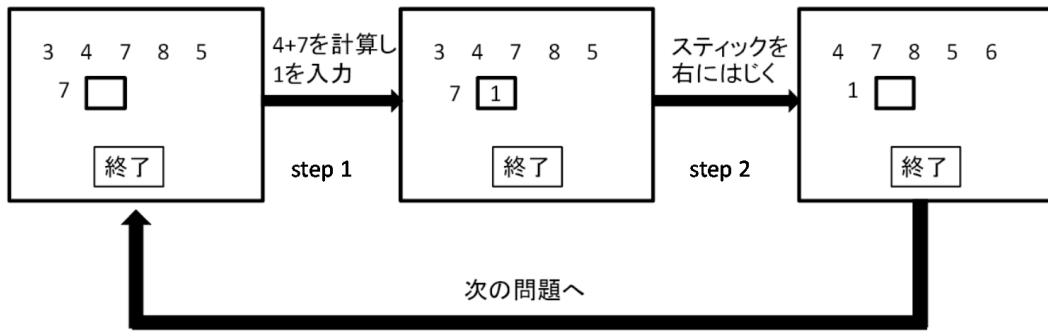 3 4 7 8 5
7
終了
4+7を計算し
1を入力
step 1
3 4 7 8 5
7 1
終了
スティックを
右にはじく
step 2
4 7 8 5 6
1
終了
次の問題へ